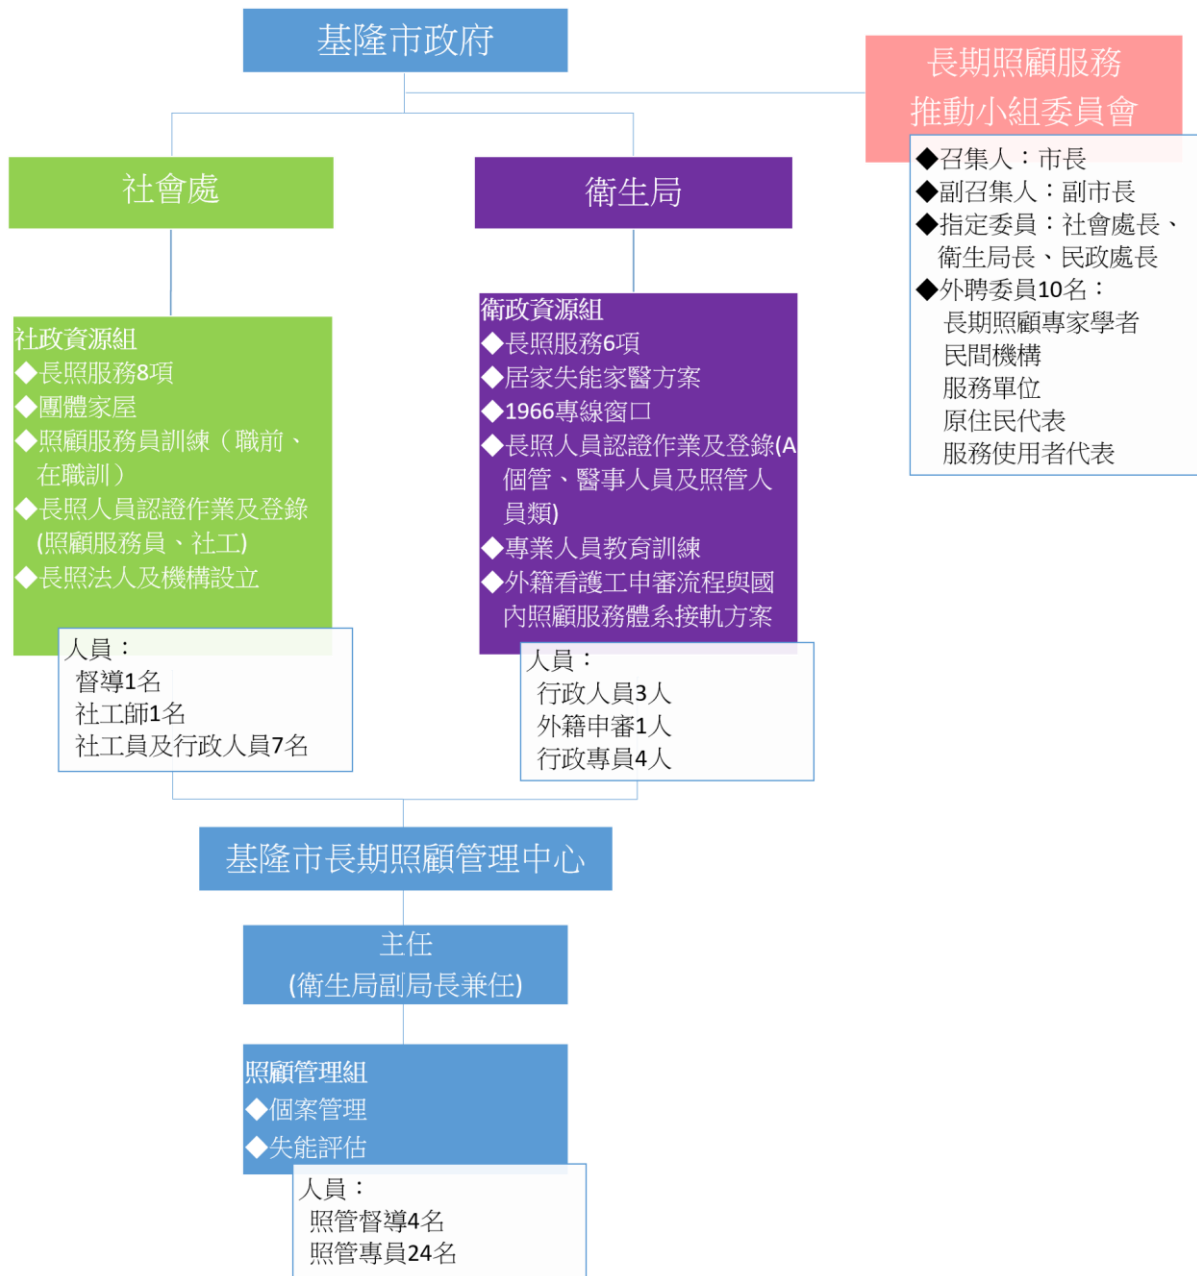 基隆市政府
長期照顧服務
推動小組委員會
◆召集人：市長
◆副召集人：副市長
◆指定委員：社會處長、
衛生局長、民政處長
◆外聘委員10名：
長期照顧專家學者
民間機構
服務單位
原住民代表
服務使用者代表
社會處
社政資源組
◆長照服務8項
◆團體家屋
◆照顧服務員訓練（職前、
在職訓）
◆長照人員認證作業及登錄
(照顧服務員、社工)
◆長照法人及機構設立
人員：
督導1名
社工師1名
社工員及行政人員7名
衛生局
衛政資源組
◆長照服務6項
◆居家失能家醫方案
◆1966專線窗口
◆長照人員認證作業及登錄(A
個管、醫事人員及照管人
員類)
◆專業人員教育訓練
◆外籍看護工申審流程與國
內照顧服務體系接軌方案
人員：
行政人員3人
外籍申審1人
行政專員4人
基隆市長期照顧管理中心
主任
(衛生局副局長兼任)
照顧管理組
◆個案管理
◆失能評估
人員：
照管督導4名
照管專員24名